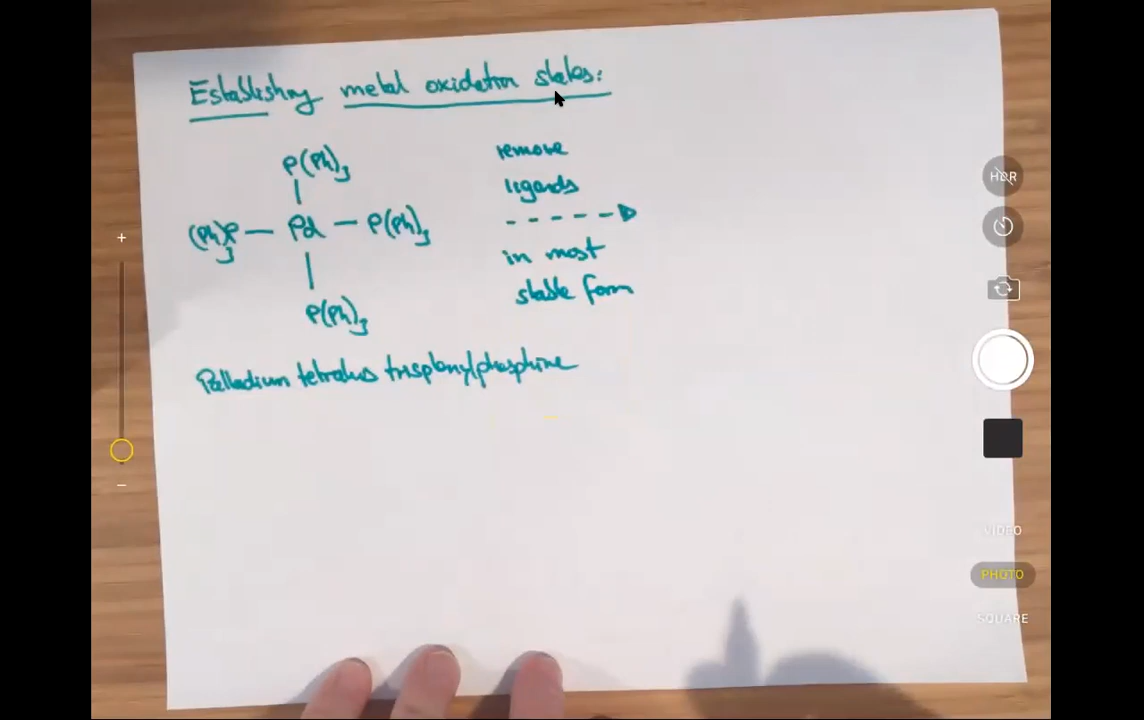 Establishing metal oxidation states:
P(Ph)3
(Ph)3P — Pd — P(Ph)3
P(Ph)3
remove
ligands
in most
stable form
Palladium tetrakis trisphenylphosphine
HDR
VIDEO
PHOTO
SQUARE